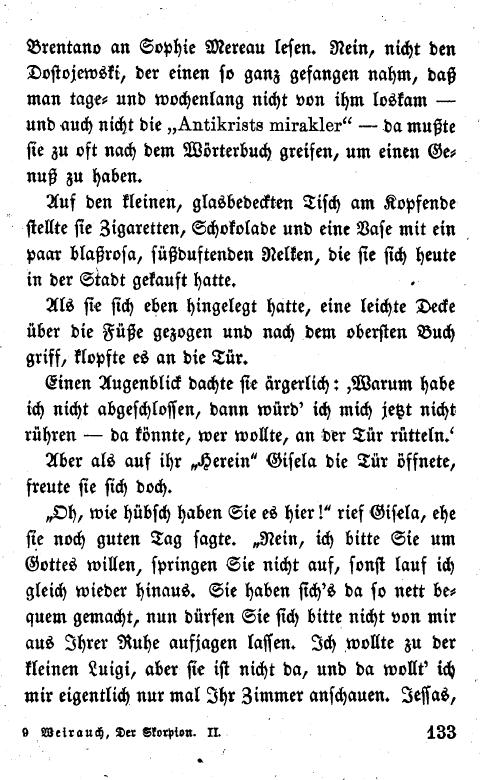 Brentano an Sophie Mereau lesen. Nein, nicht den
Dostojewski, der einen so ganz gefangen nahm, daß
man tage- und wochenlang nicht von ihm loskam —
und auch nicht die „Antikrists mirakler“ — da mußte
sie zu oft nach dem Wörterbuch greifen, um einen Ge-
nuß zu haben.
Auf den kleinen, glasbedeckten Tisch am Kopfende
stellte sie Zigaretten, Schokolade und eine Vase mit ein
paar blaßrosa, süßduftenden Nelken, die sie sich heute
in der Stadt gekauft hatte.
Als sie sich eben hingelegt hatte, eine leichte Decke
über die Füße gezogen und nach dem obersten Buch
griff, klopfte es an die Tür.
Einen Augenblick dachte sie ärgerlich: ‚Warum habe
ich nicht abgeschlossen, dann würd’ ich mich jetzt nicht
rühren — da könnte, wer wollte, an der Tür rütteln.‘
Aber als auf ihr „Herein“ Gisela die Tür öffnete,
freute sie sich doch.
„Oh, wie hübsch haben Sie es hier!“ rief Gisela, ehe
sie noch guten Tag sagte. „Nein, ich bitte Sie um
Gottes willen, springen Sie nicht auf, sonst lauf ich
gleich wieder hinaus. Sie haben sich’s da so nett be-
quem gemacht, nun dürfen Sie sich bitte nicht von mir
aus Ihrer Ruhe aufjagen lassen. Ich wollte zu der
kleinen Luigi, aber sie ist nicht da, und da wollt’ ich
mir eigentlich nur mal Ihr Zimmer anschauen. Jessas,
9 Weirauch, Der Skorpion. II. 133